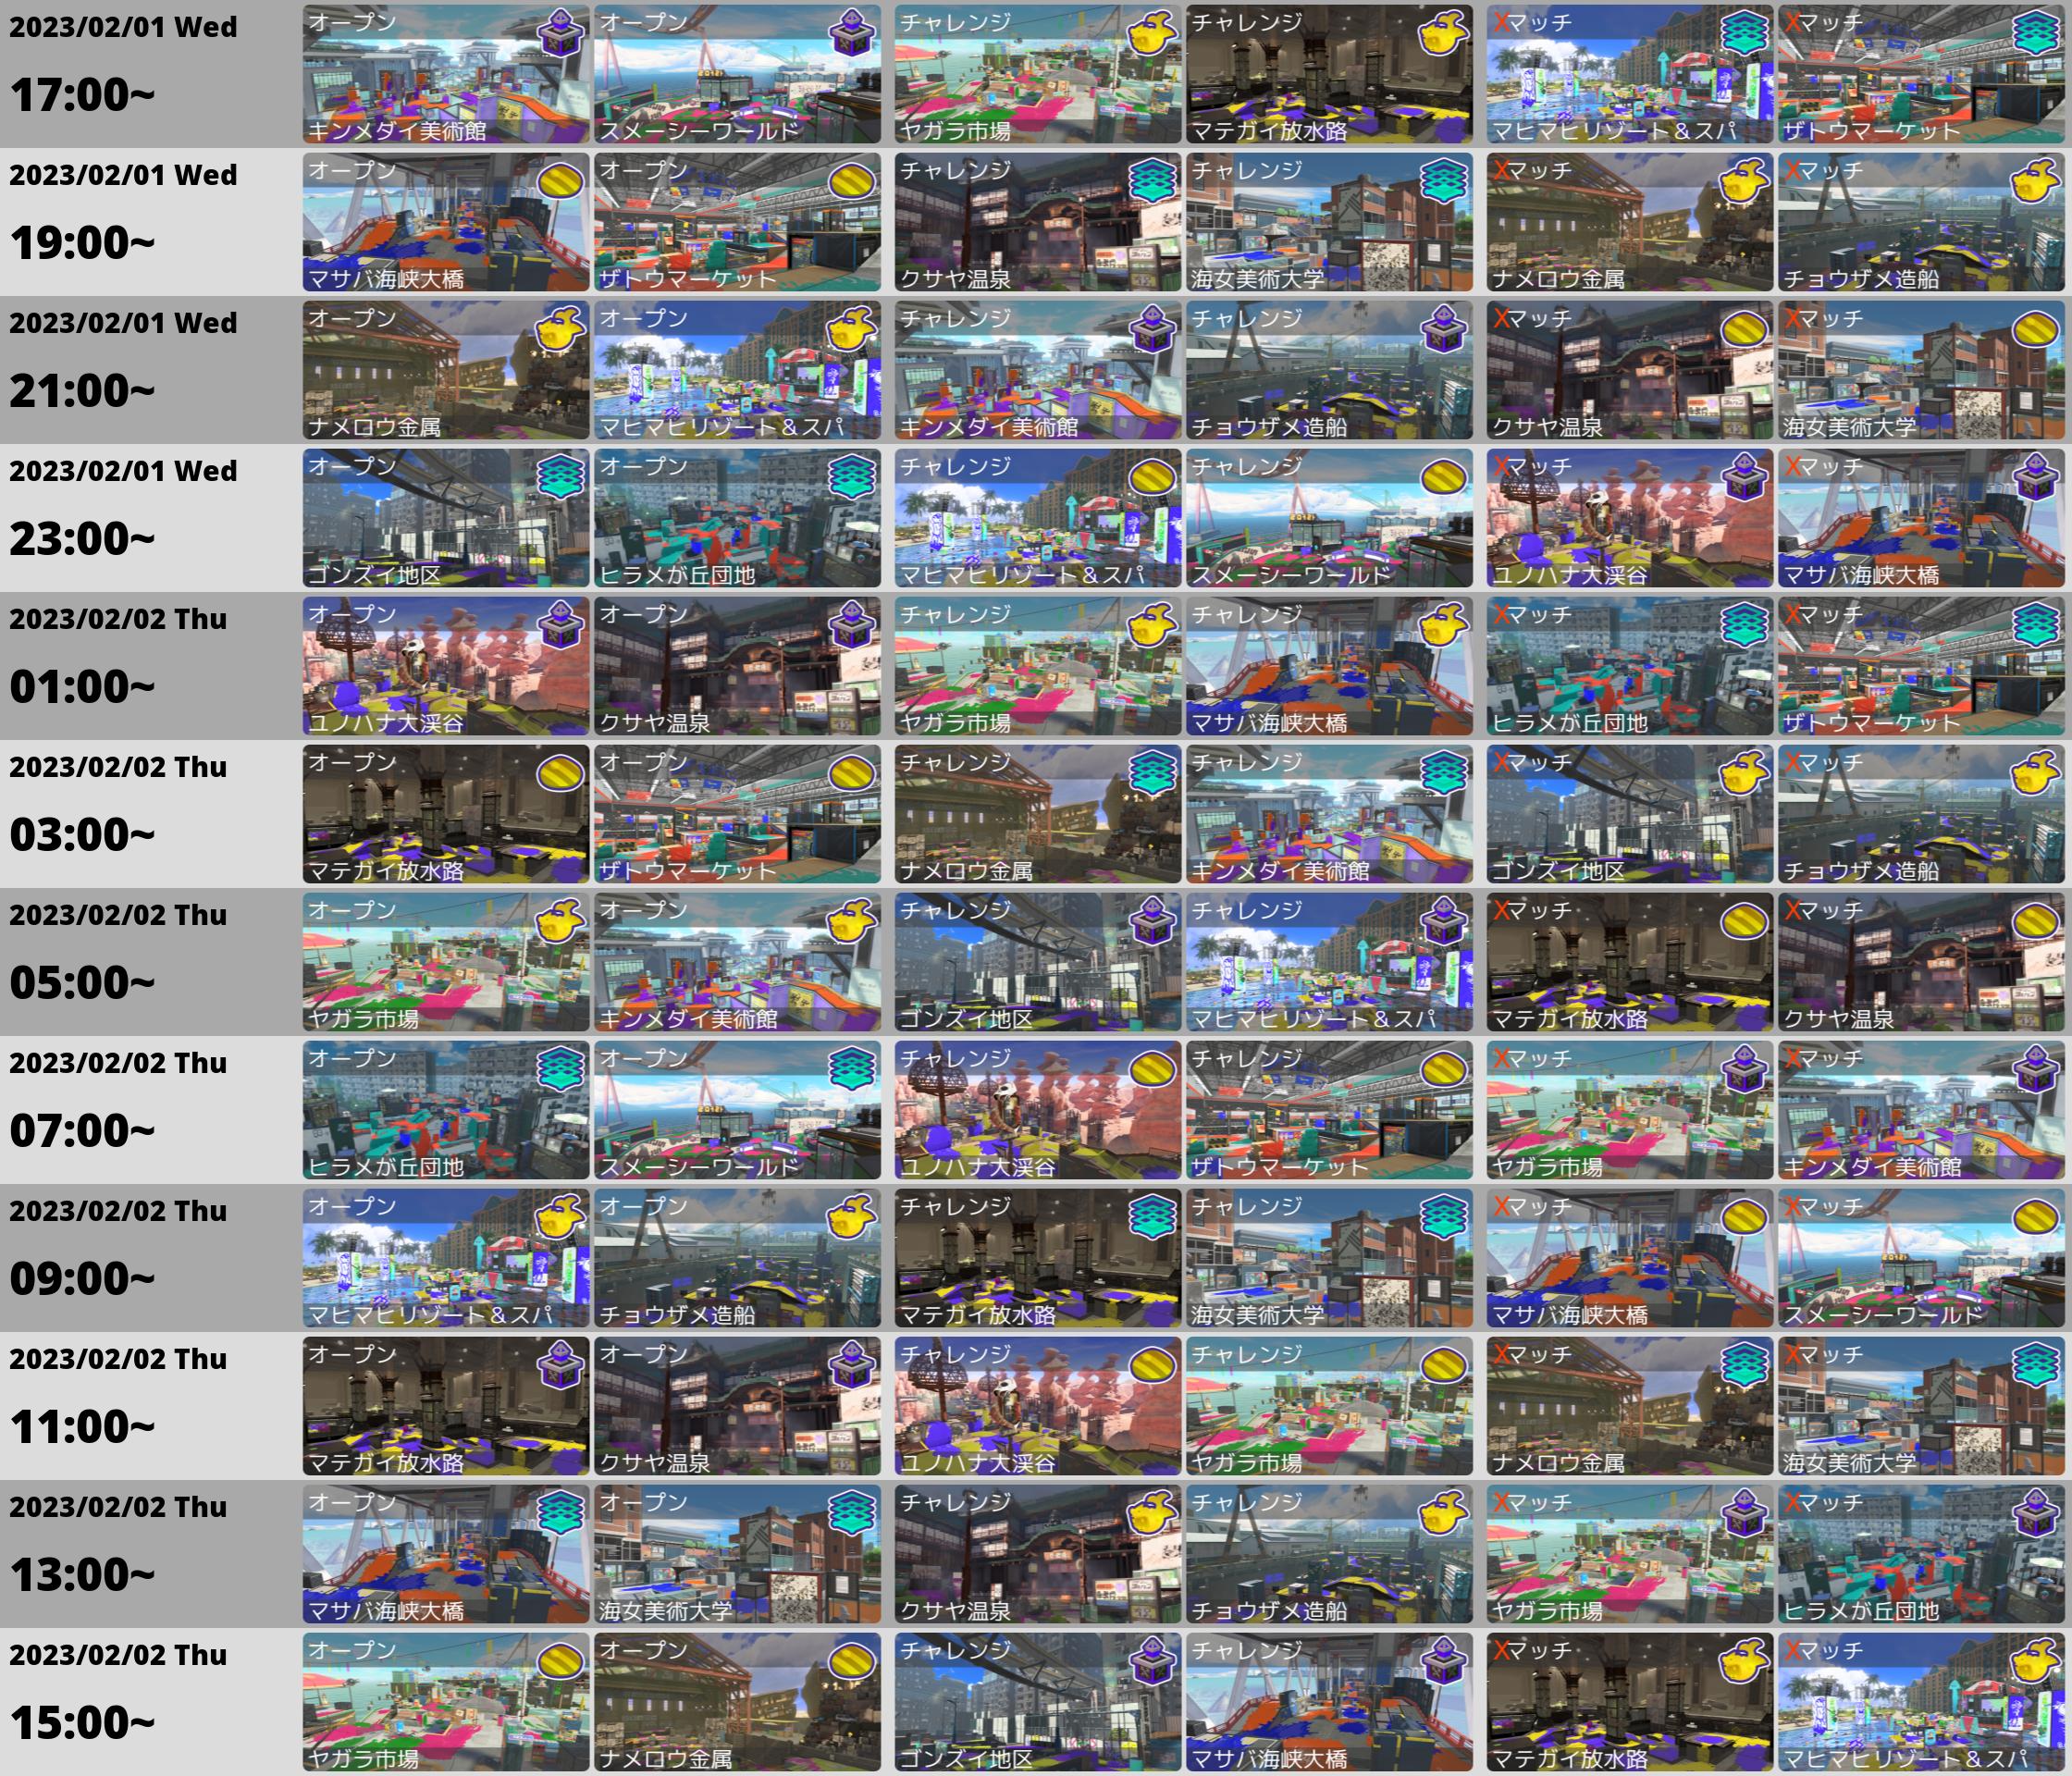 2023/02/01 Wed
17:00~
オープン
キンメダイ美術館
オープン
スメーシーワールド
チャレンジ
ヤガラ市場
チャレンジ
マテガイ放水路
Xマッチ
マヒマヒリゾート＆スパ
Xマッチ
ザトウマーケット
2023/02/01 Wed
19:00~
オープン
マサバ海峡大橋
オープン
ザトウマーケット
チャレンジ
クサヤ温泉
チャレンジ
海女美術大学
Xマッチ
ナメロウ金属
Xマッチ
チョウザメ造船
2023/02/01 Wed
21:00~
オープン
ナメロウ金属
オープン
マヒマヒリゾート＆スパ
チャレンジ
キンメダイ美術館
チャレンジ
チョウザメ造船
Xマッチ
クサヤ温泉
Xマッチ
海女美術大学
2023/02/01 Wed
23:00~
オープン
ゴンズイ地区
オープン
ヒラメが丘団地
チャレンジ
マヒマヒリゾート＆スパ
チャレンジ
スメーシーワールド
Xマッチ
ユノハナ大渓谷
Xマッチ
マサバ海峡大橋
2023/02/02 Thu
01:00~
オープン
ユノハナ大渓谷
オープン
クサヤ温泉
チャレンジ
ヤガラ市場
チャレンジ
マサバ海峡大橋
Xマッチ
ヒラメが丘団地
Xマッチ
ザトウマーケット
2023/02/02 Thu
03:00~
オープン
マテガイ放水路
オープン
ザトウマーケット
チャレンジ
ナメロウ金属
チャレンジ
キンメダイ美術館
Xマッチ
ゴンズイ地区
Xマッチ
チョウザメ造船
2023/02/02 Thu
05:00~
オープン
ヤガラ市場
オープン
キンメダイ美術館
チャレンジ
ゴンズイ地区
チャレンジ
マヒマヒリゾート＆スパ
Xマッチ
マテガイ放水路
Xマッチ
クサヤ温泉
2023/02/02 Thu
07:00~
オープン
ヒラメが丘団地
オープン
スメーシーワールド
チャレンジ
ユノハナ大渓谷
チャレンジ
ザトウマーケット
Xマッチ
ヤガラ市場
Xマッチ
キンメダイ美術館
2023/02/02 Thu
09:00~
オープン
マヒマヒリゾート＆スパ
オープン
チョウザメ造船
チャレンジ
マテガイ放水路
チャレンジ
海女美術大学
Xマッチ
マサバ海峡大橋
Xマッチ
スメーシーワールド
2023/02/02 Thu
11:00~
オープン
マテガイ放水路
オープン
クサヤ温泉
チャレンジ
ユノハナ大渓谷
チャレンジ
ヤガラ市場
Xマッチ
ナメロウ金属
Xマッチ
海女美術大学
2023/02/02 Thu
13:00~
オープン
マサバ海峡大橋
オープン
海女美術大学
チャレンジ
クサヤ温泉
チャレンジ
チョウザメ造船
Xマッチ
ヤガラ市場
Xマッチ
ヒラメが丘団地
2023/02/02 Thu
15:00~
オープン
ヤガラ市場
オープン
ナメロウ金属
チャレンジ
ゴンズイ地区
チャレンジ
マサバ海峡大橋
Xマッチ
マテガイ放水路
Xマッチ
マヒマヒリゾート＆スパ